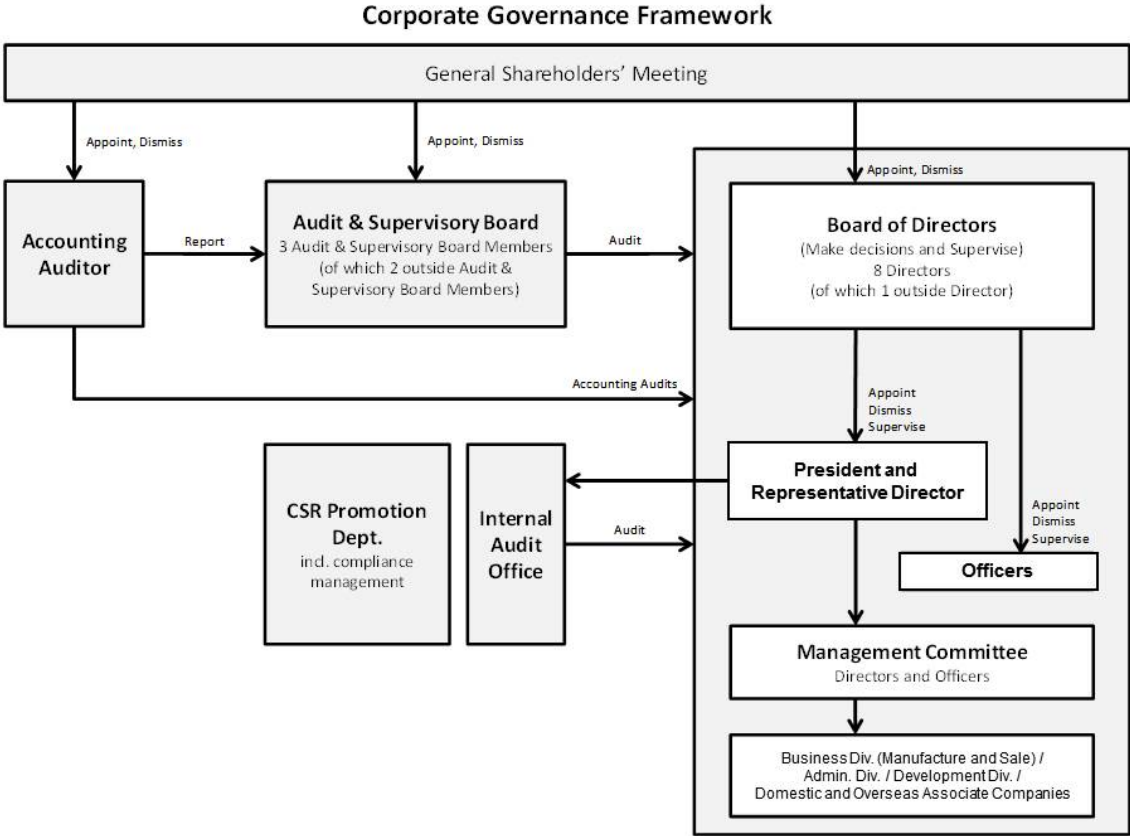 Corporate Governance Framework
General Shareholders' Meeting
Appoint, Dismiss
Appoint, Dismiss
Appoint, Dismiss
Accounting
Auditor
Report
Audit & Supervisory Board
3 Audit & Supervisory Board Members
(of which 2 outside Audit &
Supervisory Board Members)
Audit
Board of Directors
(Make decisions and Supervise)
8 Directors
(of which 1 outside Director)
Accounting Audits
Appoint
Dismiss
Supervise
CSR Promotion
Dept.
incl. compliance
management
Internal
Audit
Office
Audit
President and
Representative Director
Appoint
Dismiss
Supervise
Officers
Management Committee
Directors and Officers
Business Div. (Manufacture and Sale) /
Admin. Div. / Development Div. /
Domestic and Overseas Associate Companies